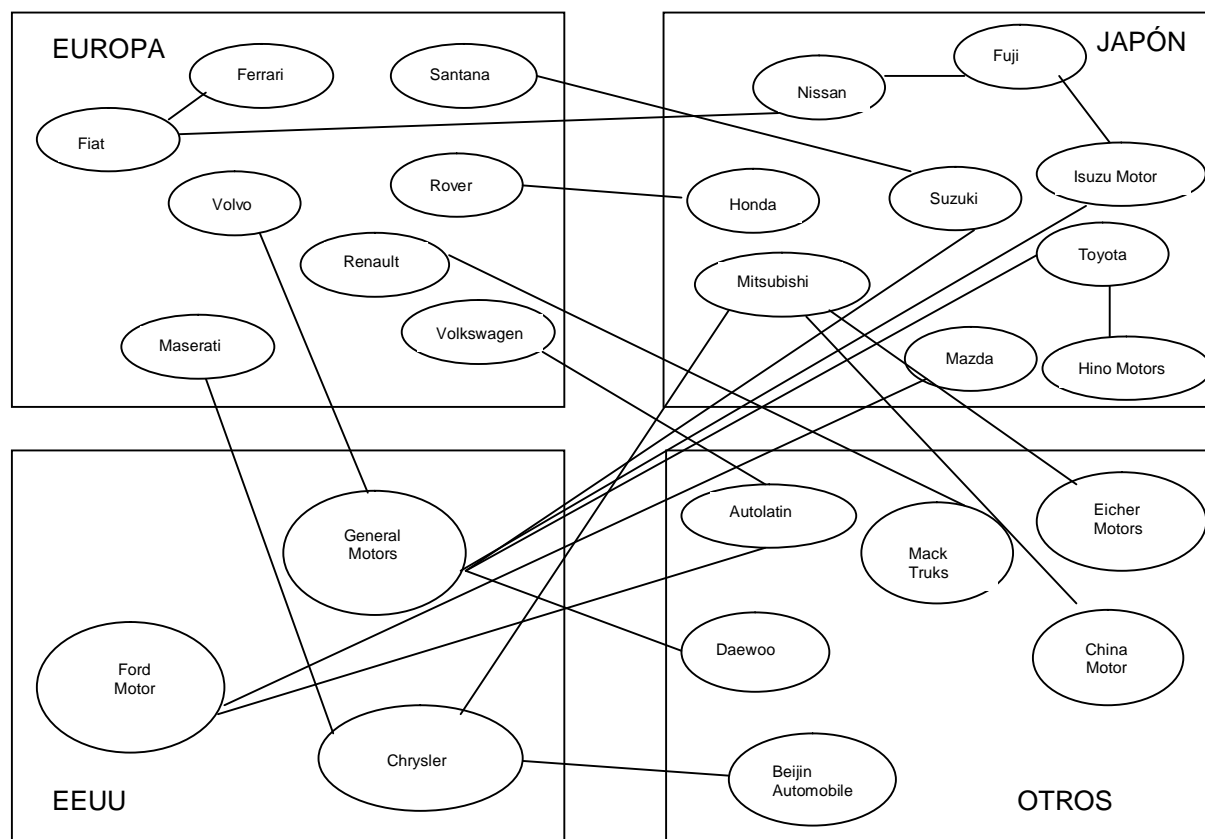 EUROPA
Ferrari
Santana
Fiat
Rover
Volvo
Renault
Volkswagen
Maserati
JAPÓN
Fuji
Nissan
Isuzu Motor
Suzuki
Honda
Toyota
Mitsubishi
Mazda
Hino Motors
General
Motors
Ford
Motor
Chrysler
EEUU
Autolatin
Eicher
Motors
Mack
Truks
Daewoo
China
Motor
Beijin
Automobile
OTROS